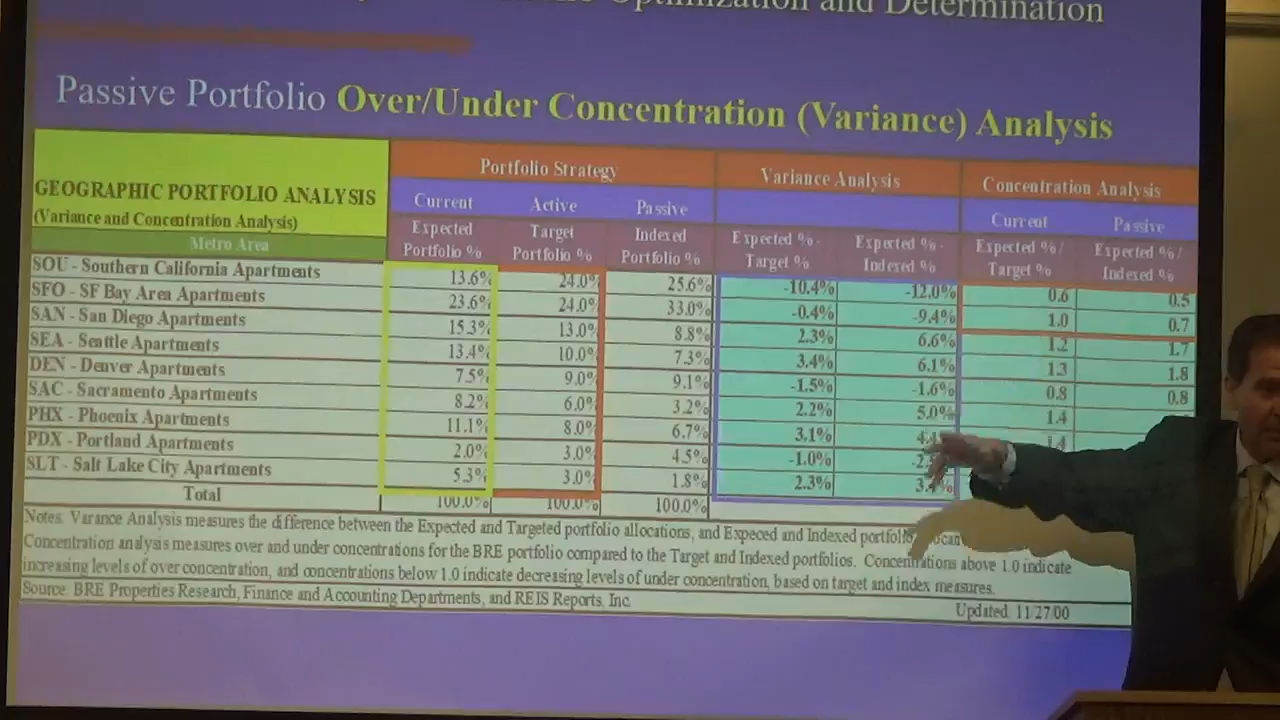 Optimization and Determination
Passive Portfolio Over/Under Concentration (Variance) Analysis
GEOGRAPHIC PORTFOLIO ANALYSIS
(Variance and Concentration Analysis)
Metro Area
Portfolio Strategy Variance Analysis Concentration Analysis
Current Active Passive Current Passive
Expected Target Indexed Expected %- Expected %- Expected %/ Expected %/
Portfolio % Portfolio % Portfolio % Target % Indexed % Target % Indexed %
SOU - Southern California Apartments 13.6% 24.0% 25.6% -10.4% -12.0% 0.6 0.5
SFO - SF Bay Area Apartments 23.6% 24.0% 33.0% -0.4% -9.4% 1.0 0.7
SAN - San Diego Apartments 15.3% 13.0% 8.8% 2.3% 6.6% 1.2 1.7
SEA - Seattle Apartments 13.4% 10.0% 7.3% 3.4% 6.1% 1.3 1.8
DEN - Denver Apartments 7.5% 9.0% 9.1% -1.5% -1.6% 0.8 0.8
SAC - Sacramento Apartments 8.2% 6.0% 3.2% 2.2% 5.0% 1.4
PHX - Phoenix Apartments 11.1% 8.0% 6.7% 3.1% 1.4
PDX - Portland Apartments 2.0% 3.0% 4.5% -1.0%
SLT - Salt Lake City Apartments 5.3% 3.0% 1.8% 2.3%
Total 100.0% 100.0% 100.0%
Notes. Varance Analysis measures the difference between the Expected and Targeted portfolio allocations, and Expeced and Indexed portfolio
Concentration analysis measures over and under concentrations for the BRE portfolio compared to the Target and Indexed portfolios. Concentrations above 1.0 indicate
increasing levels of over concentration, and concentrations below 1.0 indicate decreasing levels of under concentration, based on target and index measures.
Source. BRE Properties Research, Finance and Accounting Departments, and REIS Reports, Inc.
Updated. 11/27/00